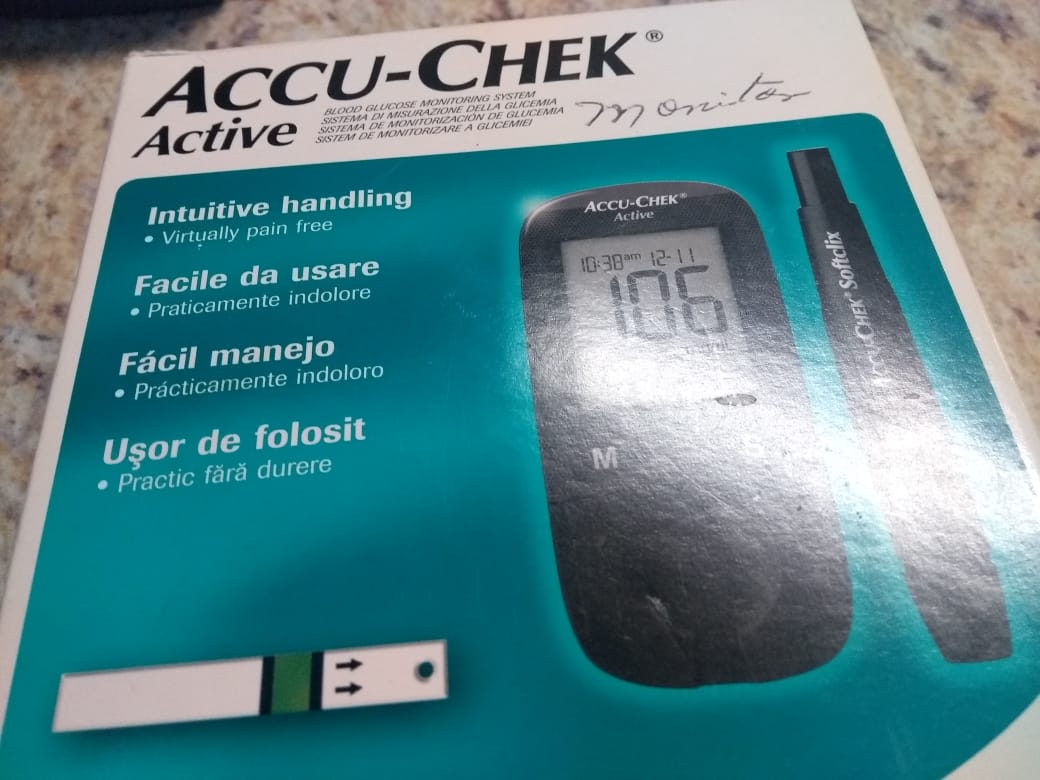 ACCU-CHEK®
Active
BLOOD GLUCOSE MONITORING SYSTEM
SISTEMA DI MISURAZIONE DELLA GLICEMIA
SISTEMA DE MONITORIZACIÓN DE GLUCEMIA
SISTEM DE MONITORIZARE A GLICEMIEI
Monitor
Intuitive handling
• Virtually pain free
Facile da usare
• Praticamente indolore
Fácil manejo
• Prácticamente indoloro
Uşor de folosit
• Practic fără durere
ACCU-CHEK®
Active
10:38am 12-11
106
M S
ACCU-CHEK® Softclix